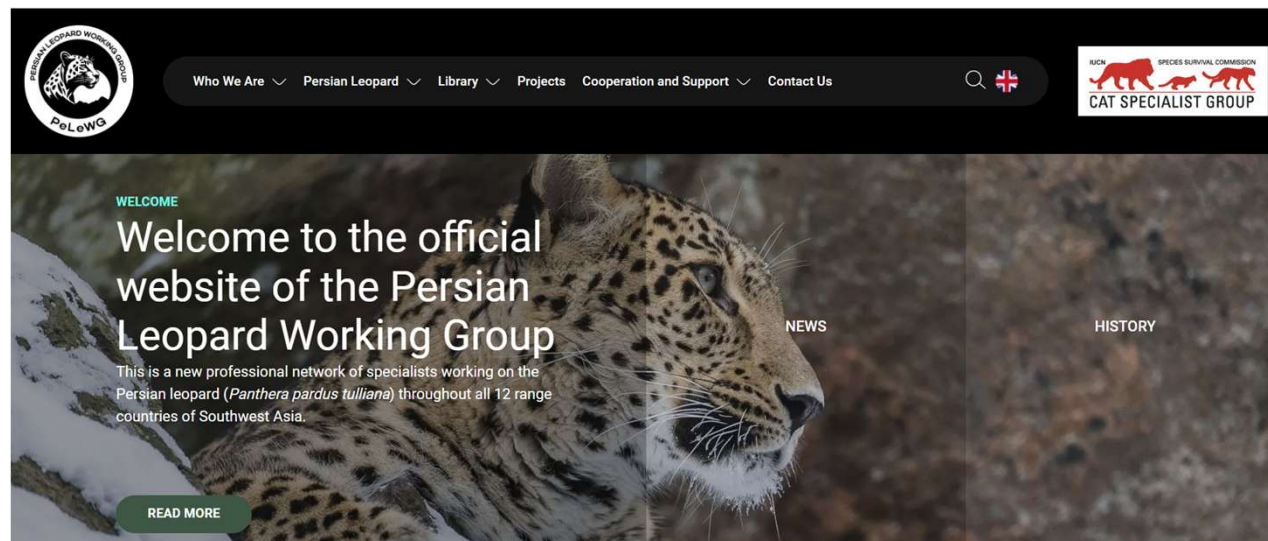 PERSIAN LEOPARD WORKING GROUP
PeLeWG
Who We Are
Persian Leopard
Library
Projects
Cooperation and Support
Contact Us
IUCN
SPECIES SURVIVAL COMMISSION
CAT SPECIALIST GROUP
WELCOME
Welcome to the official
website of the Persian
Leopard Working Group
This is a new professional network of specialists working on the
Persian leopard (Panthera pardus tulliana) throughout all 12 range
countries of Southwest Asia.
READ MORE
NEWS
HISTORY